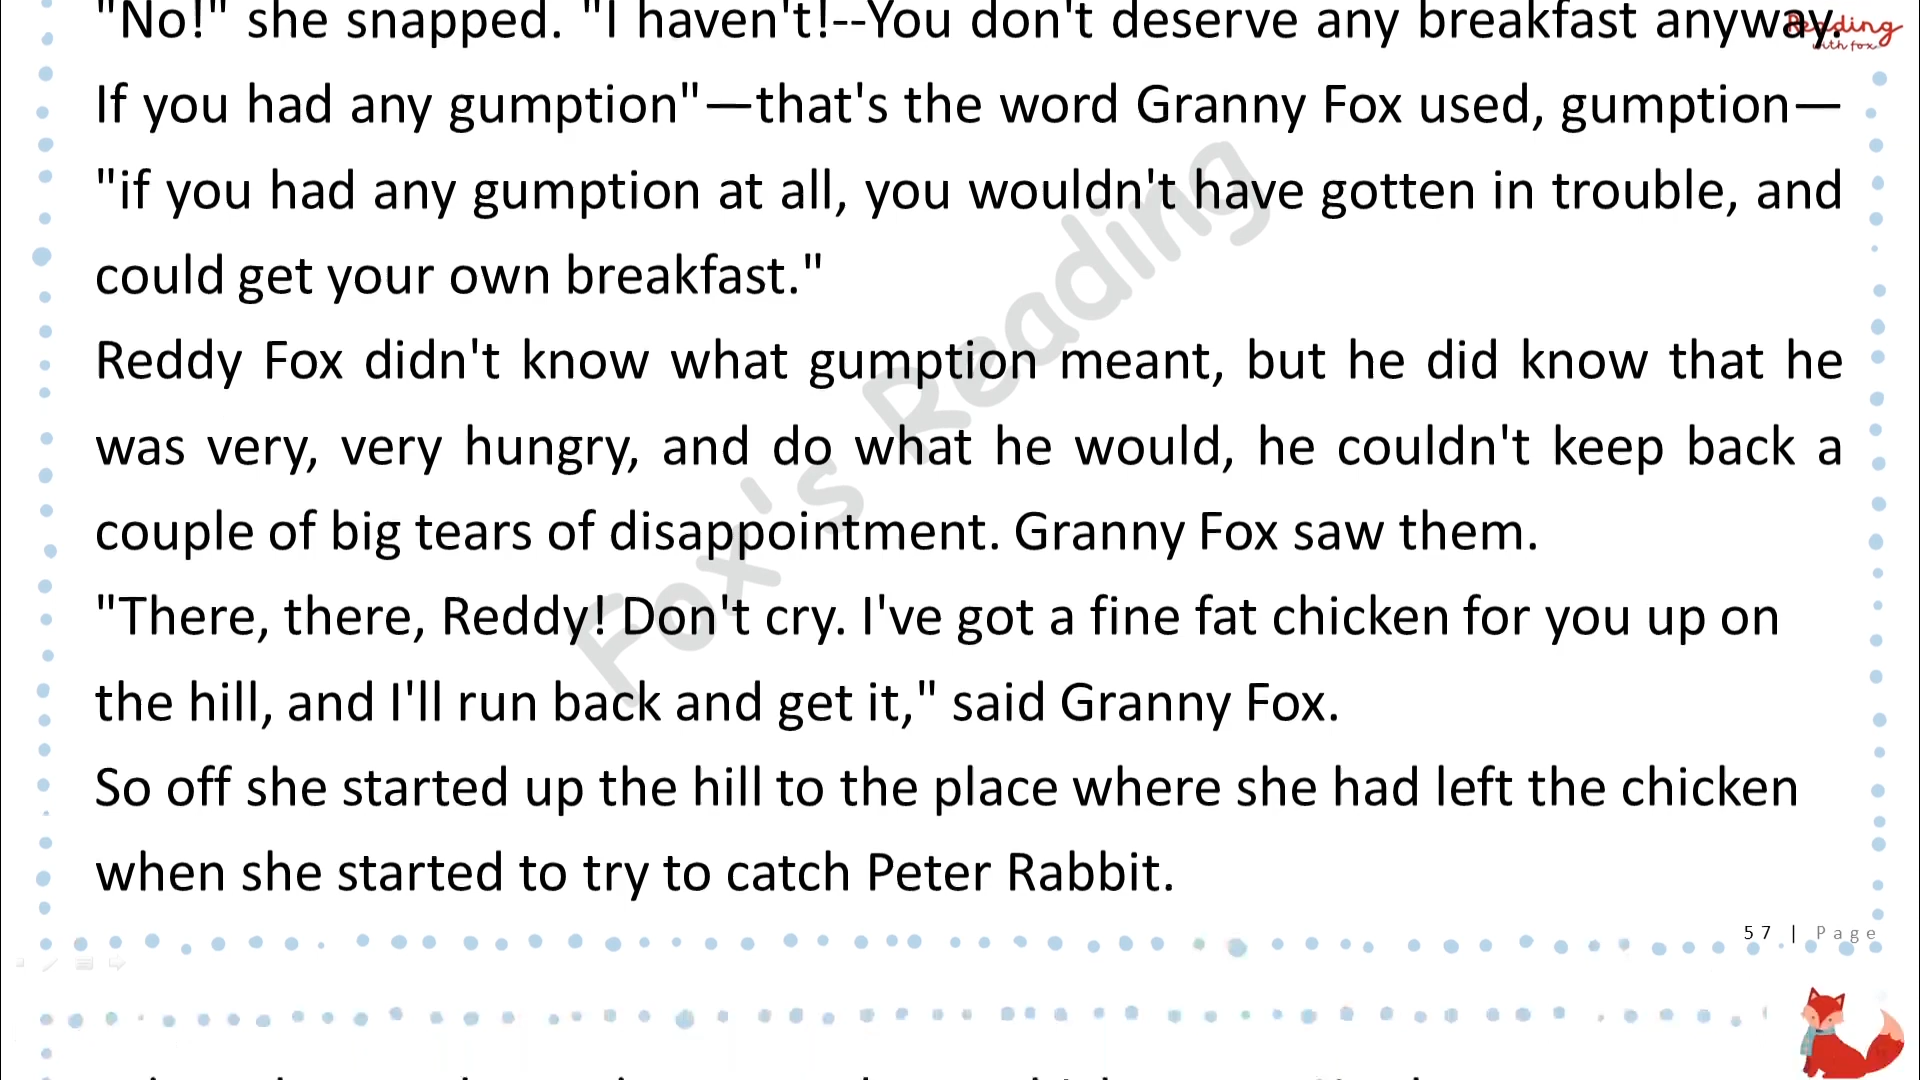 "No!" she snapped. "I haven't!--You don't deserve any breakfast anyway.
Reading
with fox
If you had any gumption"—that's the word Granny Fox used, gumption—
"if you had any gumption at all, you wouldn't have gotten in trouble, and
could get your own breakfast."
Reddy Fox didn't know what gumption meant, but he did know that he
was very, very hungry, and do what he would, he couldn't keep back a
couple of big tears of disappointment. Granny Fox saw them.
"There, there, Reddy! Don't cry. I've got a fine fat chicken for you up on
the hill, and I'll run back and get it," said Granny Fox.
So off she started up the hill to the place where she had left the chicken
when she started to try to catch Peter Rabbit.
Fox's Reading
57 | Page